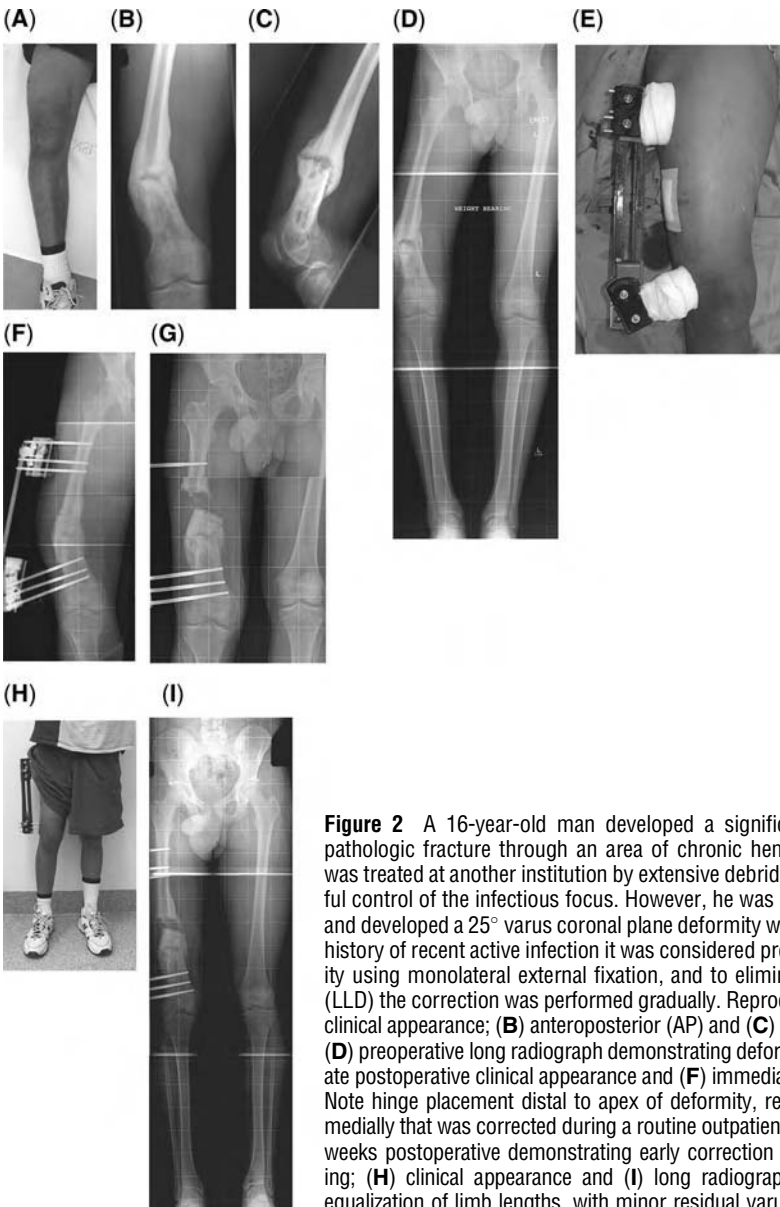 (A)
(B)
(C)
(D)
(E)
WEIGHT BEARING
L
L
L
(F)
(G)
(H)
(I)
Figure 2 A 16-year-old man developed a signific
pathologic fracture through an area of chronic hen
was treated at another institution by extensive debrid
ful control of the infectious focus. However, he was
and developed a 25° varus coronal plane deformity w
history of recent active infection it was considered pro
ity using monolateral external fixation, and to elimin
(LLD) the correction was performed gradually. Reprod
clinical appearance; (B) anteroposterior (AP) and (C)
(D) preoperative long radiograph demonstrating defor
ate postoperative clinical appearance and (F) immedia
Note hinge placement distal to apex of deformity, re
medially that was corrected during a routine outpatien
weeks postoperative demonstrating early correction
ing; (H) clinical appearance and (I) long radiograp
equalization of limb lengths, with minor residual varu